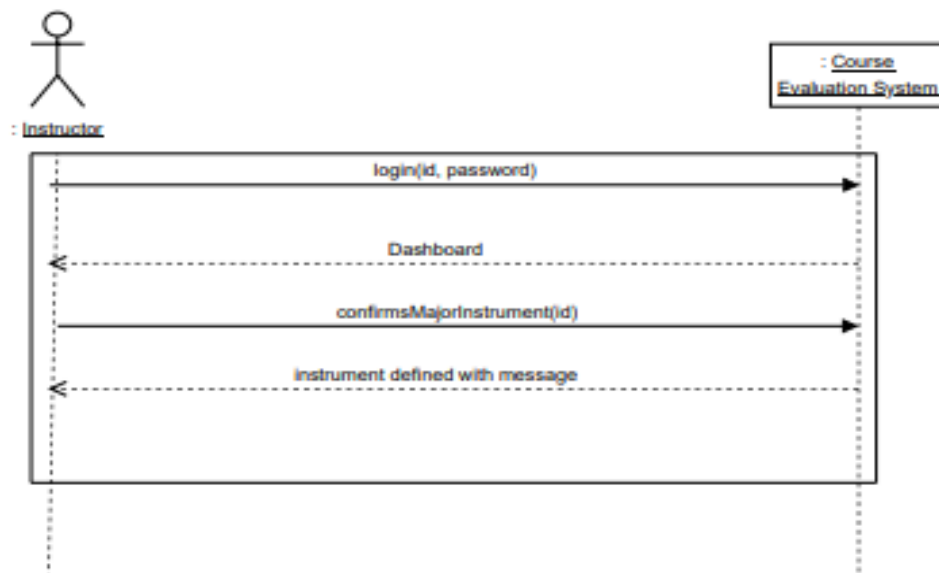 : Course
Evaluation System
: Instructor
login(id, password)
Dashboard
confirmsMajorInstrument(id)
instrument defined with message